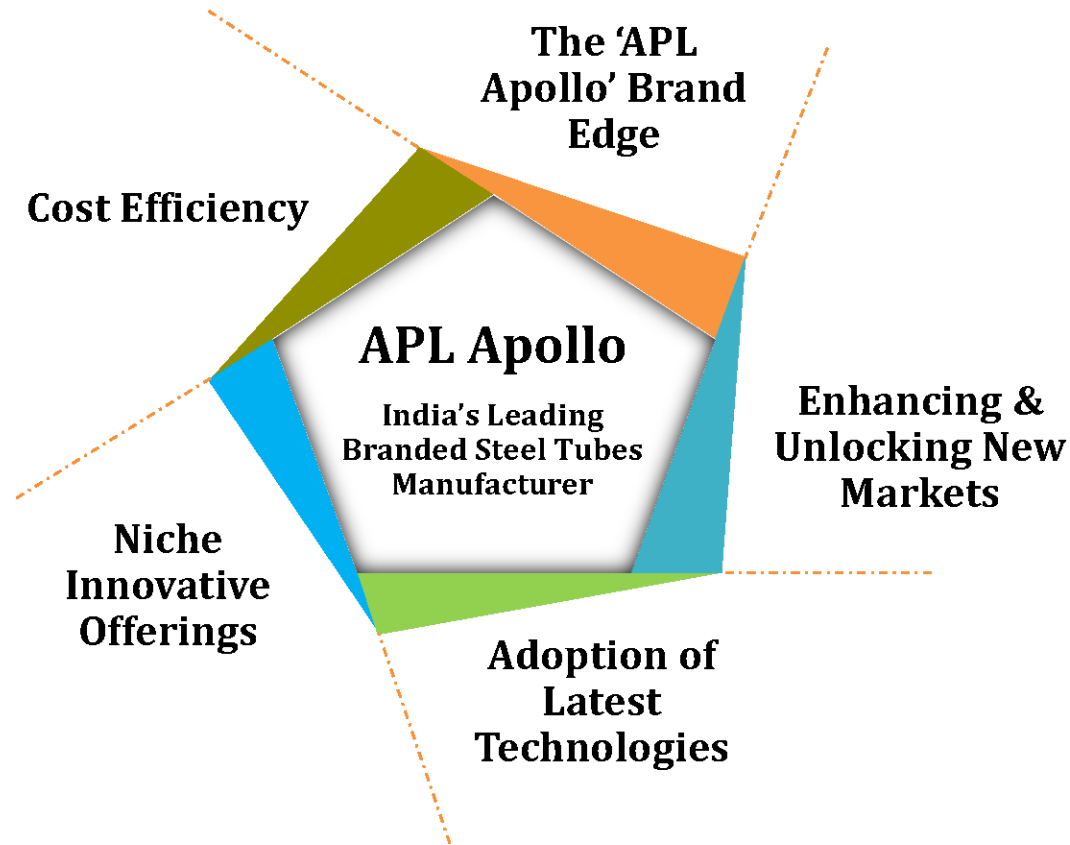 The ‘APL
Apollo’ Brand
Edge
Cost Efficiency
APL Apollo
India’s Leading
Branded Steel Tubes
Manufacturer
Enhancing &
Unlocking New
Markets
Niche
Innovative
Offerings
Adoption of
Latest
Technologies